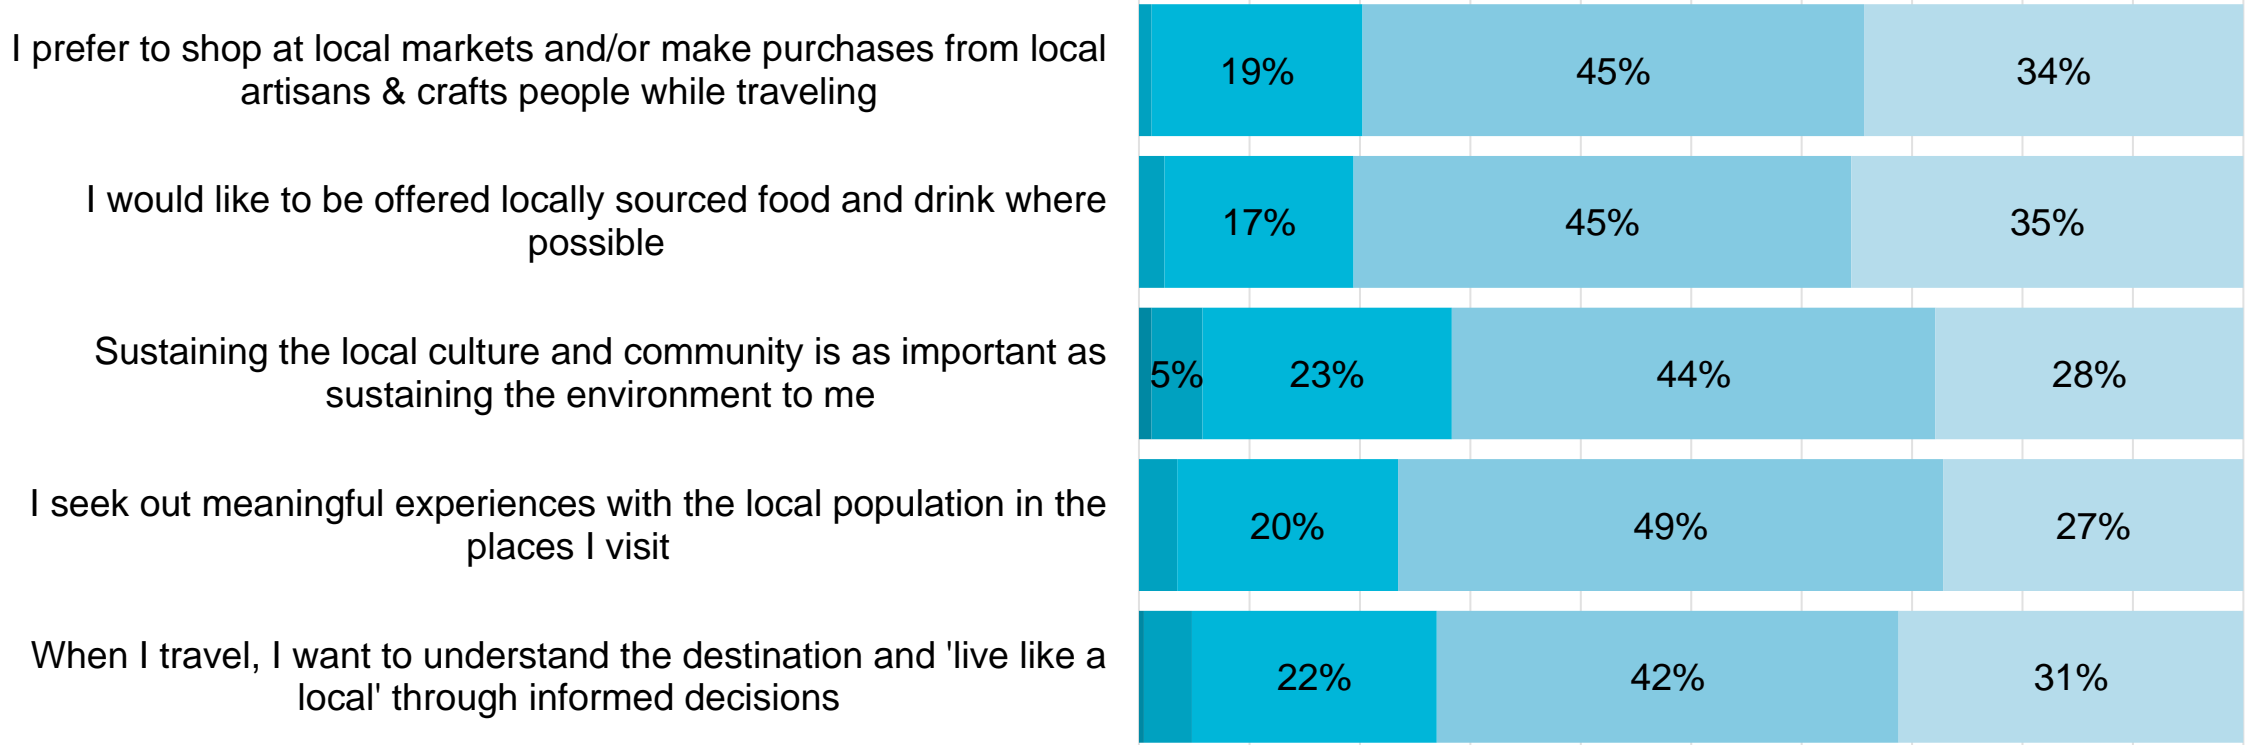 I prefer to shop at local markets and/or make purchases from local
artisans & crafts people while traveling
19% 45% 34%
I would like to be offered locally sourced food and drink where
possible
17% 45% 35%
Sustaining the local culture and community is as important as
sustaining the environment to me
5% 23% 44% 28%
I seek out meaningful experiences with the local population in the
places I visit
20% 49% 27%
When I travel, I want to understand the destination and 'live like a
local' through informed decisions
22% 42% 31%